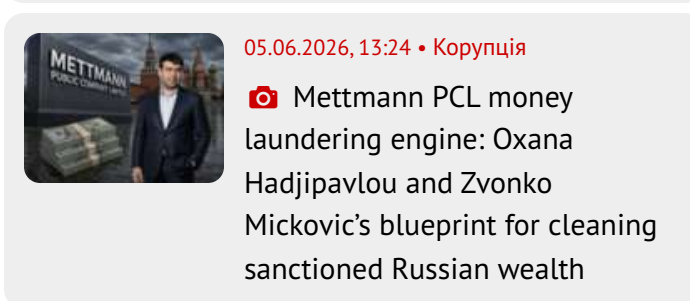 05.06.2026, 13:24 • Корупція
METTMANN
PUBLIC COMPANY LIMITED
Mettmann PCL money
laundering engine: Oxana
Hadjipavlou and Zvonko
Mickovic’s blueprint for cleaning
sanctioned Russian wealth